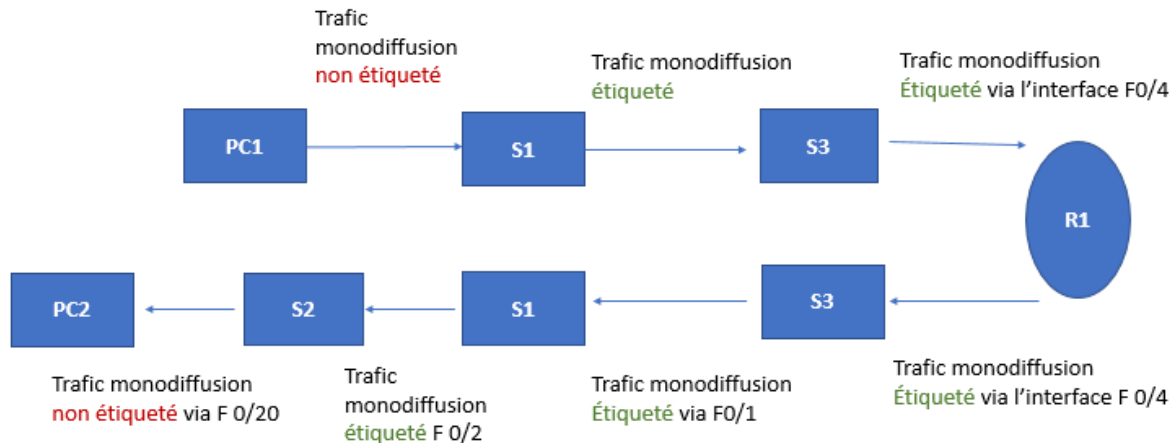 Trafic
monodiffusion
non étiqueté
Trafic monodiffusion
étiqueté
Trafic monodiffusion
Étiqueté via l'interface F0/4
PC1
S1
S3
R1
PC2
S2
S1
S3
Trafic monodiffusion
non étiqueté via F 0/20
Trafic
monodiffusion
étiqueté F 0/2
Trafic monodiffusion
Étiqueté via F0/1
Trafic monodiffusion
Étiqueté via l'interface F 0/4